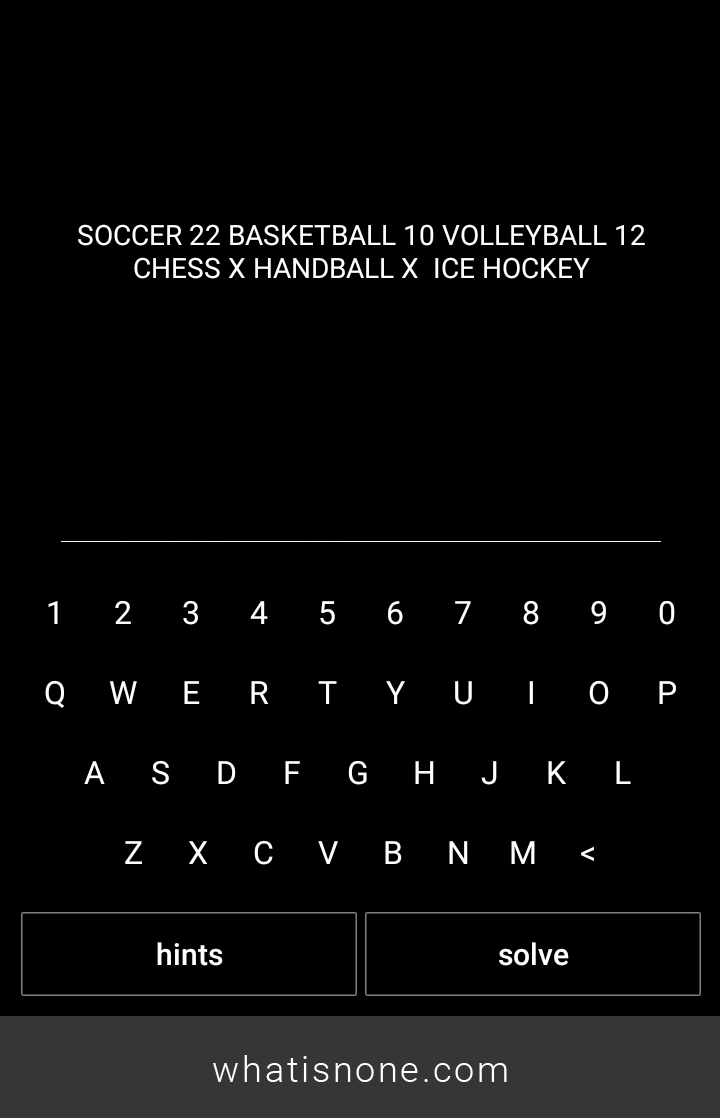 SOCCER 22 BASKETBALL 10 VOLLEYBALL 12
CHESS X HANDBALL X  ICE HOCKEY
1 2 3 4 5 6 7 8 9 0
Q W E R T Y U I O P
A S D F G H J K L
Z X C V B N M <
hints solve
whatisnone.com